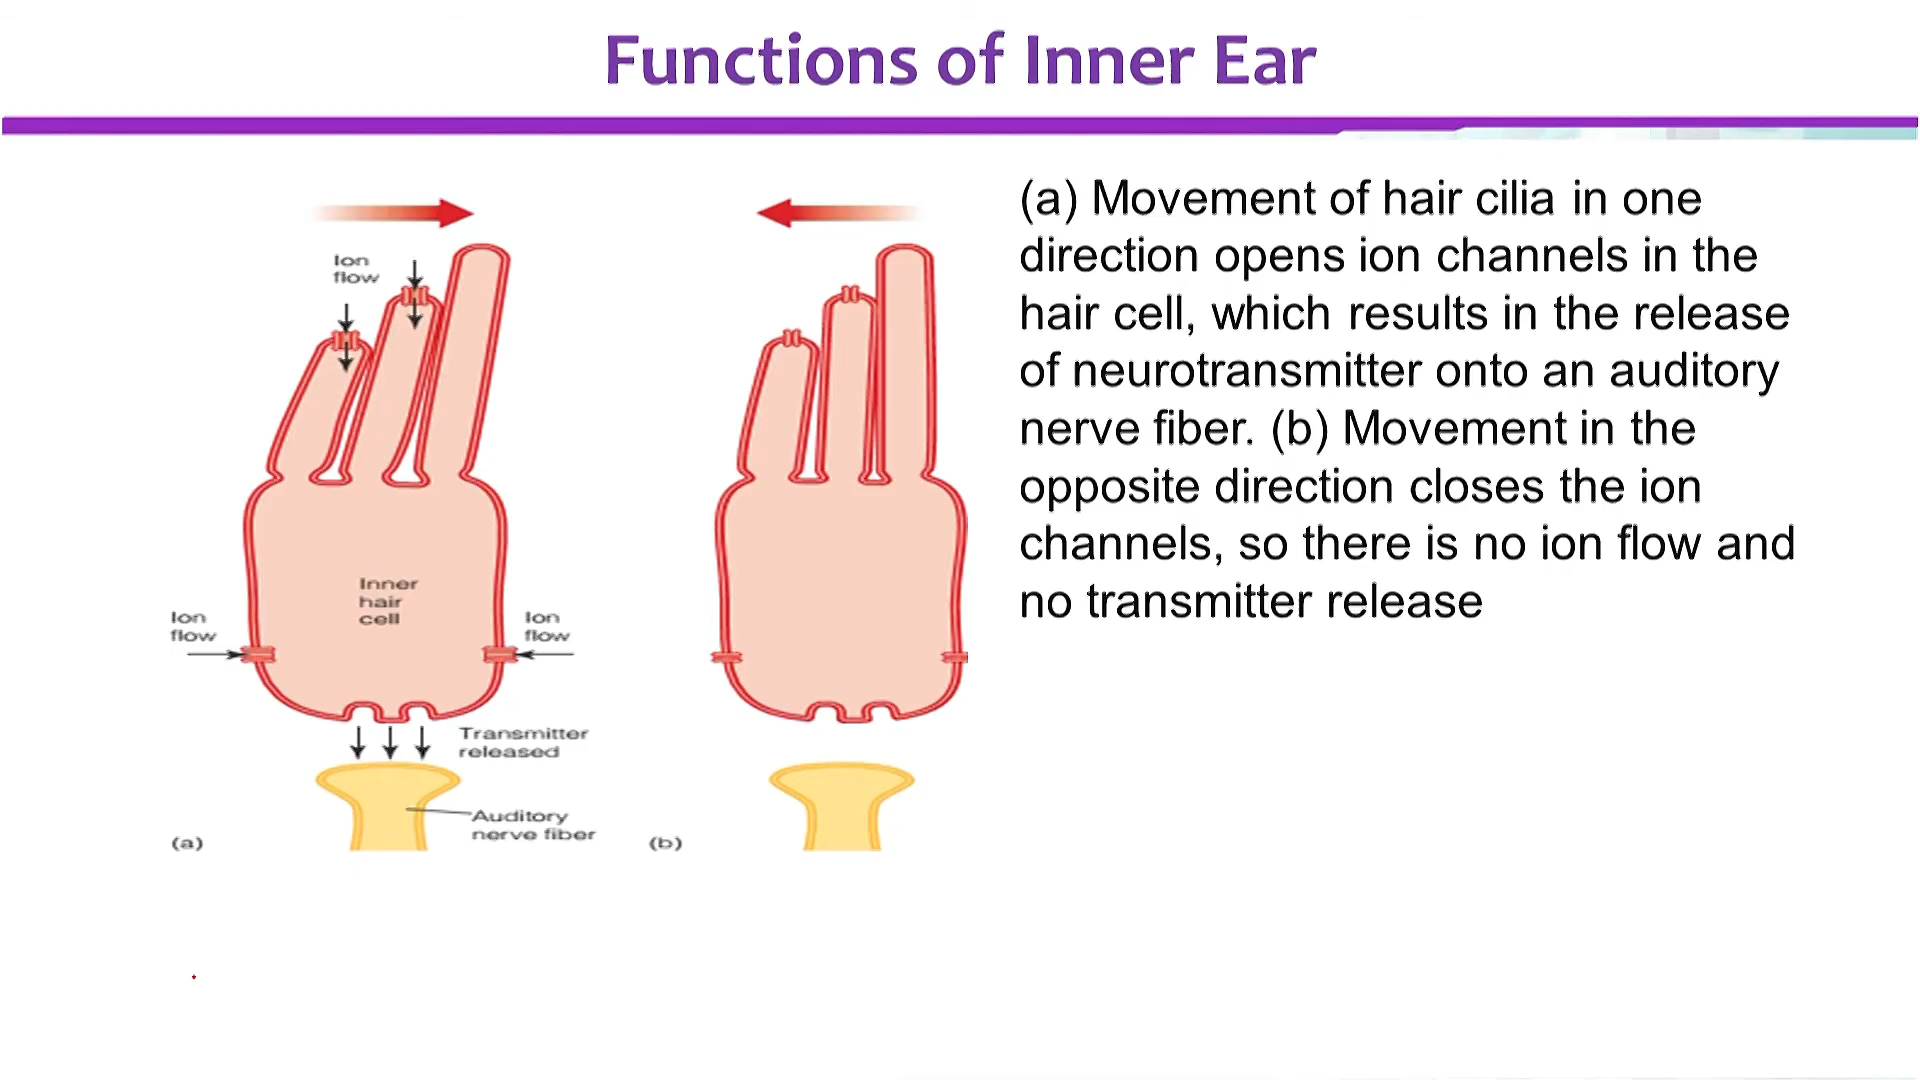 Functions of Inner Ear
Ion
flow
Inner
hair
cell
Ion
flow
Ion
flow
Transmitter
released
Auditory
nerve fiber
(a)
(b)
(a) Movement of hair cilia in one
direction opens ion channels in the
hair cell, which results in the release
of neurotransmitter onto an auditory
nerve fiber. (b) Movement in the
opposite direction closes the ion
channels, so there is no ion flow and
no transmitter release